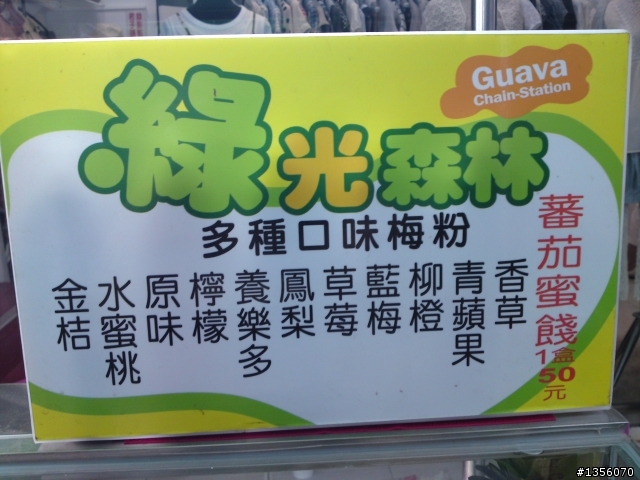 Guava
Chain-Station
綠光森林
多種口味梅粉
蕃茄蜜餞1盒50元
香草
青蘋果
柳橙
藍梅
草莓
鳳梨
養樂多
檸檬
原味
水蜜桃
金桔
#1356070